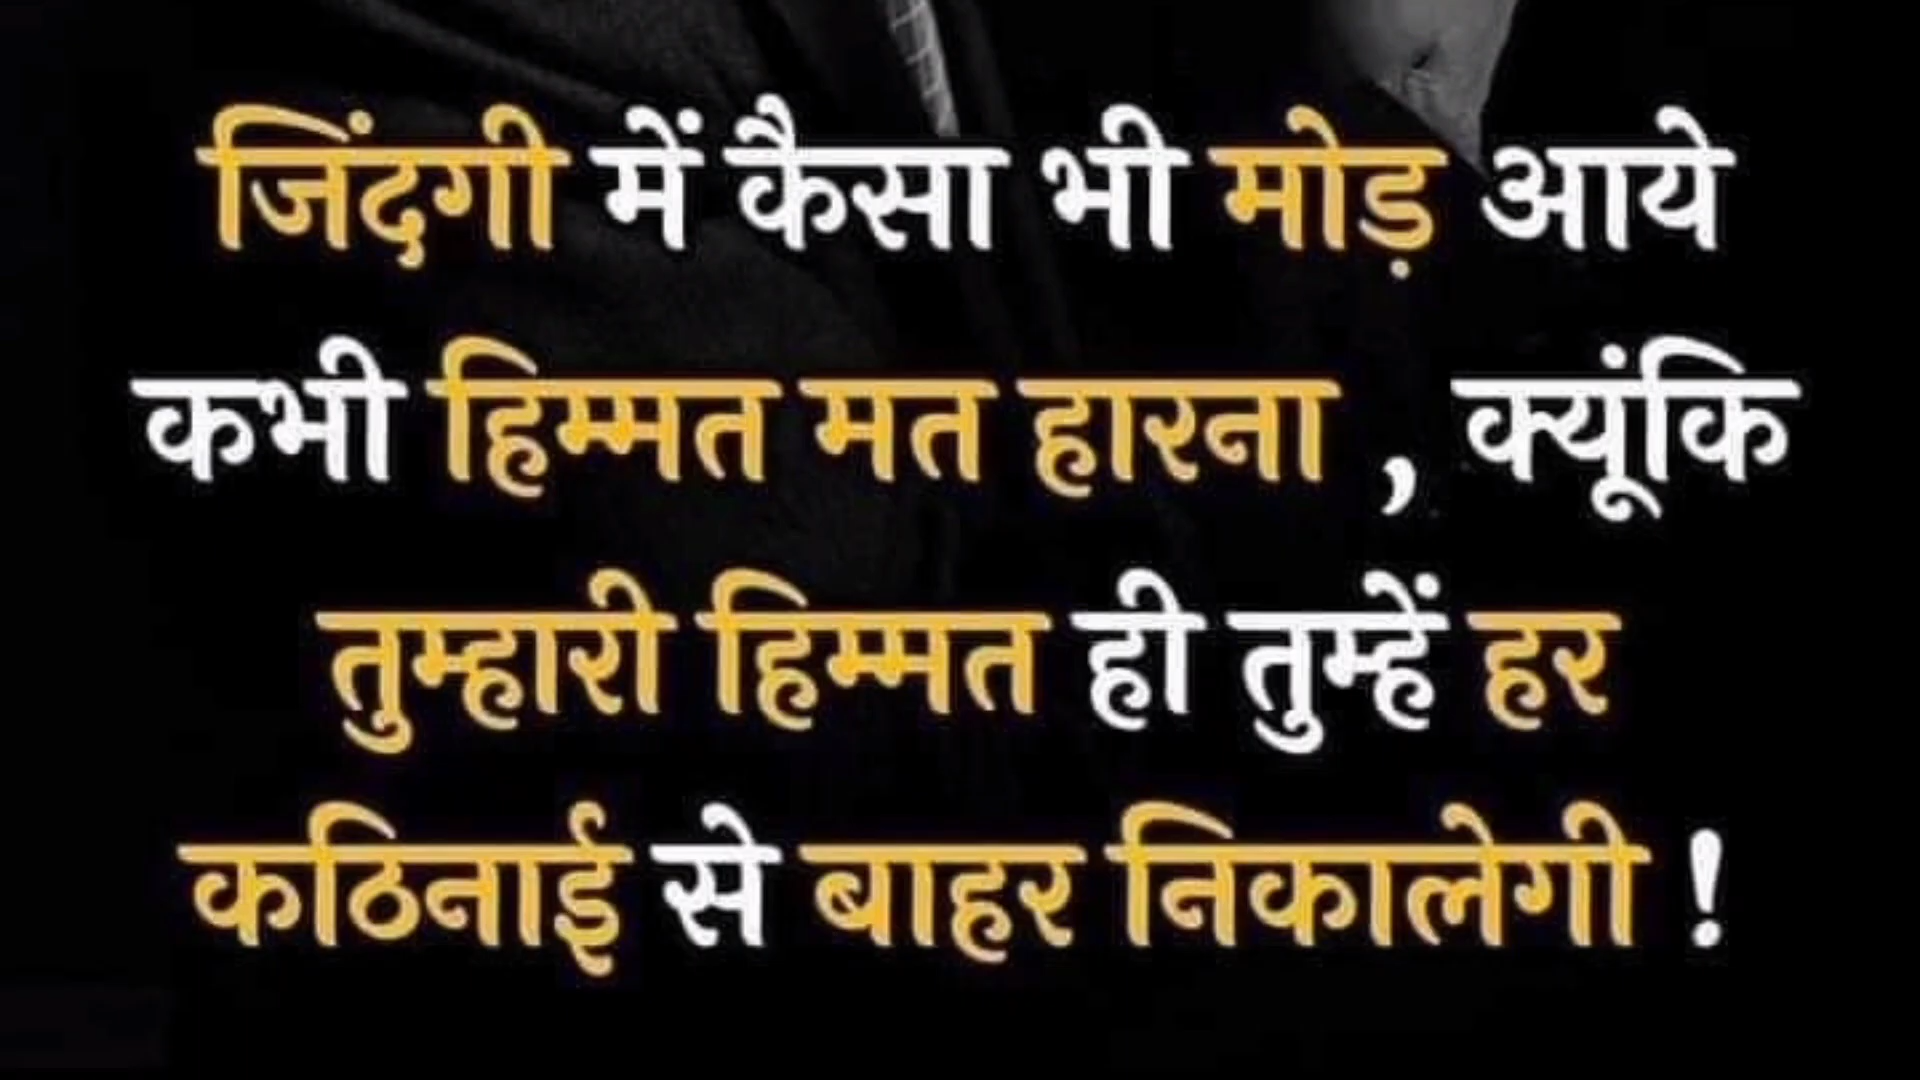 जिंदगी में कैसा भी मोड़ आये
कभी हिम्मत मत हारना , क्यूंकि
तुम्हारी हिम्मत ही तुम्हें हर
कठिनाई से बाहर निकालेगी !